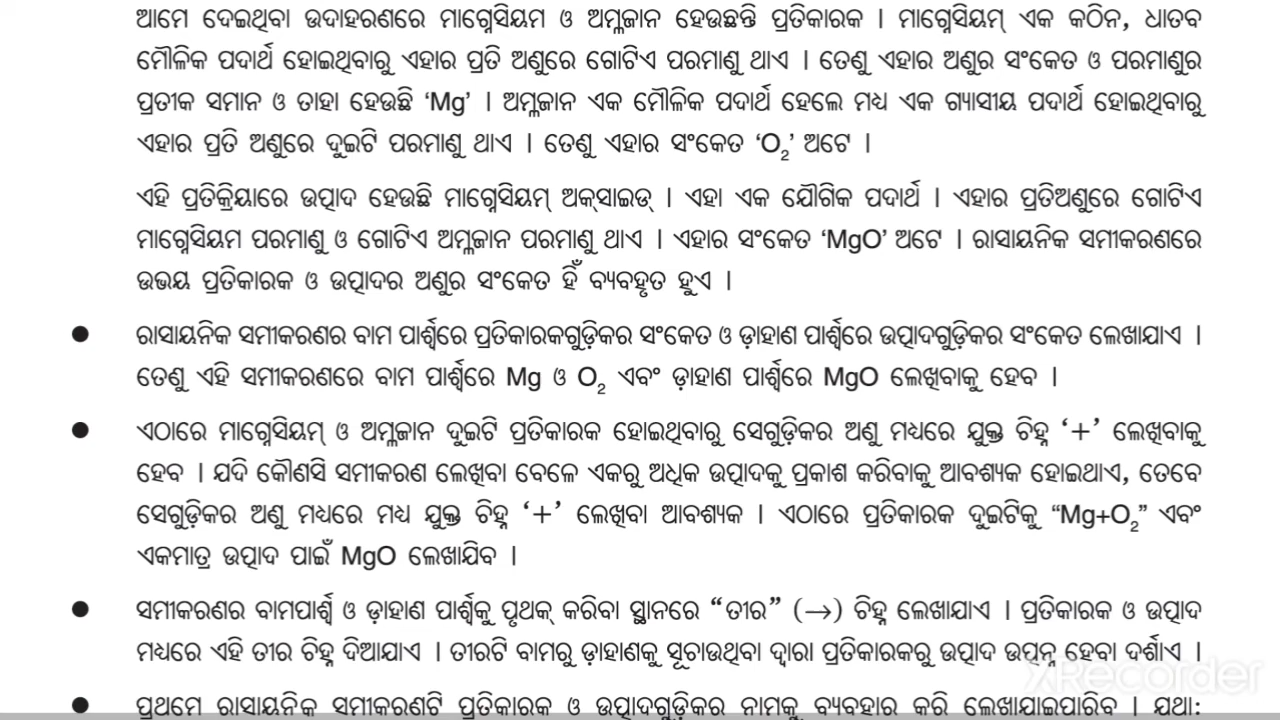 ଆମେ ଦେଇଥିବା ଉଦାହରଣରେ ମାଗ୍ନେସିୟମ ଓ ଅମ୍ଳଜାନ ହେଉଛନ୍ତି ପ୍ରତିକାରକ । ମାଗ୍ନେସିୟମ୍ ଏକ କଠିନ, ଧାତବ
ମୌଳିକ ପଦାର୍ଥ ହୋଇଥିବାରୁ ଏହାର ପ୍ରତି ଅଣୁରେ ଗୋଟିଏ ପରମାଣୁ ଥାଏ । ତେଣୁ ଏହାର ଅଣୁର ସଂକେତ ଓ ପରମାଣୁର
ପ୍ରତୀକ ସମାନ ଓ ତାହା ହେଉଛି ‘Mg’ । ଅମ୍ଳଜାନ ଏକ ମୌଳିକ ପଦାର୍ଥ ହେଲେ ମଧ୍ୟ ଏକ ଗ୍ୟାସୀୟ ପଦାର୍ଥ ହୋଇଥିବାରୁ
ଏହାର ପ୍ରତି ଅଣୁରେ ଦୁଇଟି ପରମାଣୁ ଥାଏ । ତେଣୁ ଏହାର ସଂକେତ ‘O₂’ ଅଟେ ।
ଏହି ପ୍ରତିକ୍ରିୟାରେ ଉତ୍ପାଦ ହେଉଛି ମାଗ୍ନେସିୟମ୍ ଅକ୍‌ସାଇଡ୍ । ଏହା ଏକ ଯୌଗିକ ପଦାର୍ଥ । ଏହାର ପ୍ରତିଅଣୁରେ ଗୋଟିଏ
ମାଗ୍ନେସିୟମ ପରମାଣୁ ଓ ଗୋଟିଏ ଅମ୍ଳଜାନ ପରମାଣୁ ଥାଏ । ଏହାର ସଂକେତ ‘MgO’ ଅଟେ । ରାସାୟନିକ ସମୀକରଣରେ
ଉଭୟ ପ୍ରତିକାରକ ଓ ଉତ୍ପାଦର ଅଣୁର ସଂକେତ ହିଁ ବ୍ୟବହୃତ ହୁଏ ।
● ରାସାୟନିକ ସମୀକରଣର ବାମ ପାର୍ଶ୍ୱରେ ପ୍ରତିକାରକଗୁଡ଼ିକର ସଂକେତ ଓ ଡ଼ାହାଣ ପାର୍ଶ୍ୱରେ ଉତ୍ପାଦଗୁଡ଼ିକର ସଂକେତ ଲେଖାଯାଏ ।
ତେଣୁ ଏହି ସମୀକରଣରେ ବାମ ପାର୍ଶ୍ୱରେ Mg ଓ O₂ ଏବଂ ଡ଼ାହାଣ ପାର୍ଶ୍ୱରେ MgO ଲେଖିବାକୁ ହେବ ।
● ଏଠାରେ ମାଗ୍ନେସିୟମ୍ ଓ ଅମ୍ଳଜାନ ଦୁଇଟି ପ୍ରତିକାରକ ହୋଇଥିବାରୁ ସେଗୁଡ଼ିକର ଅଣୁ ମଧ୍ୟରେ ଯୁକ୍ତ ଚିହ୍ନ ‘+’ ଲେଖିବାକୁ
ହେବ । ଯଦି କୌଣସି ସମୀକରଣ ଲେଖିବା ବେଳେ ଏକରୁ ଅଧିକ ଉତ୍ପାଦକୁ ପ୍ରକାଶ କରିବାକୁ ଆବଶ୍ୟକ ହୋଇଥାଏ, ତେବେ
ସେଗୁଡ଼ିକର ଅଣୁ ମଧ୍ୟରେ ମଧ୍ୟ ଯୁକ୍ତ ଚିହ୍ନ ‘+’ ଲେଖିବା ଆବଶ୍ୟକ । ଏଠାରେ ପ୍ରତିକାରକ ଦୁଇଟିକୁ “Mg+O₂” ଏବଂ
ଏକମାତ୍ର ଉତ୍ପାଦ ପାଇଁ MgO ଲେଖାଯିବ ।
● ସମୀକରଣର ବାମପାର୍ଶ୍ୱ ଓ ଡ଼ାହାଣ ପାର୍ଶ୍ୱକୁ ପୃଥକ୍ କରିବା ସ୍ଥାନରେ “ତୀର” (→) ଚିହ୍ନ ଲେଖାଯାଏ । ପ୍ରତିକାରକ ଓ ଉତ୍ପାଦ
ମଧ୍ୟରେ ଏହି ତୀର ଚିହ୍ନ ଦିଆଯାଏ । ତୀରଟି ବାମରୁ ଡ଼ାହାଣକୁ ସୂଚାଉଥିବା ଦ୍ୱାରା ପ୍ରତିକାରକରୁ ଉତ୍ପାଦ ଉତ୍ପନ୍ନ ହେବା ଦର୍ଶାଏ ।
XRecorder
● ପ୍ରଥମେ ରାସାୟନିକ ସମୀକରଣଟି ପ୍ରତିକାରକ ଓ ଉତ୍ପାଦଗୁଡ଼ିକର ନାମକୁ ବ୍ୟବହାର କରି ଲେଖାଯାଇପାରିବ । ଯଥା: